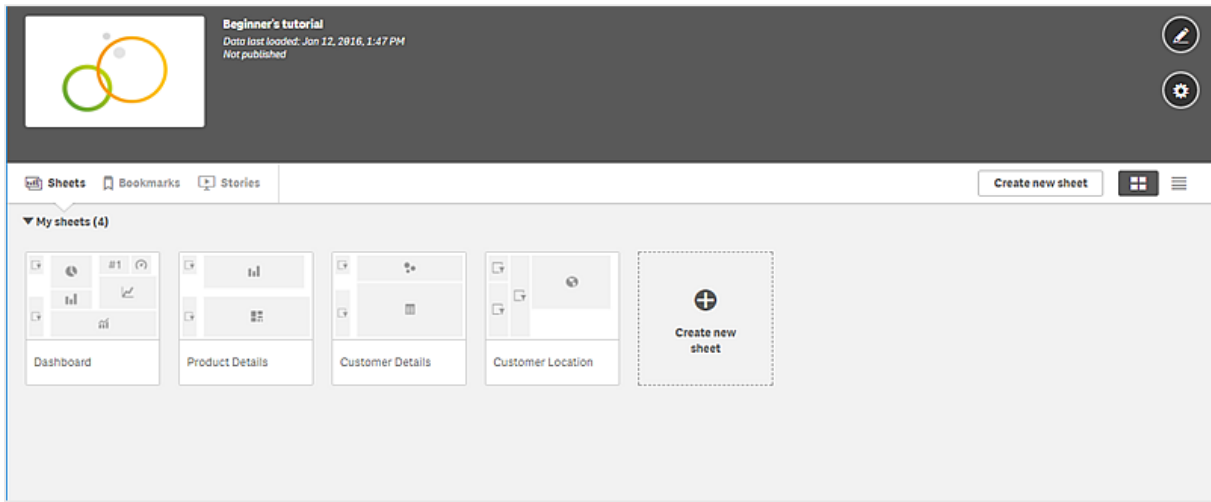 Beginner's tutorial
Data last loaded: Jan 12, 2016, 1:47 PM
Not published
Sheets
Bookmarks
Stories
Create new sheet
My sheets (4)
#1
Dashboard
Product Details
Customer Details
Customer Location
Create new
sheet